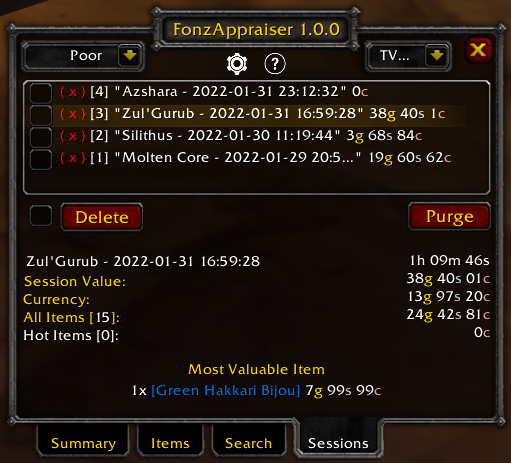 FonzAppraiser 1.0.0
Poor
TV...
?
(x) [4] "Azshara - 2022-01-31 23:12:32" 0c
(x) [3] "Zul'Gurub - 2022-01-31 16:59:28" 38g 40s 1c
(x) [2] "Silithus - 2022-01-30 11:19:44" 3g 68s 84c
(x) [1] "Molten Core - 2022-01-29 20:5..." 19g 60s 62c
Delete
Purge
Zul'Gurub - 2022-01-31 16:59:28 1h 09m 46s
Session Value: 38g 40s 01c
Currency: 13g 97s 20c
All Items [15]: 24g 42s 81c
Hot Items [0]: 0c
Most Valuable Item
1x [Green Hakkari Bijou] 7g 99s 99c
Summary Items Search Sessions